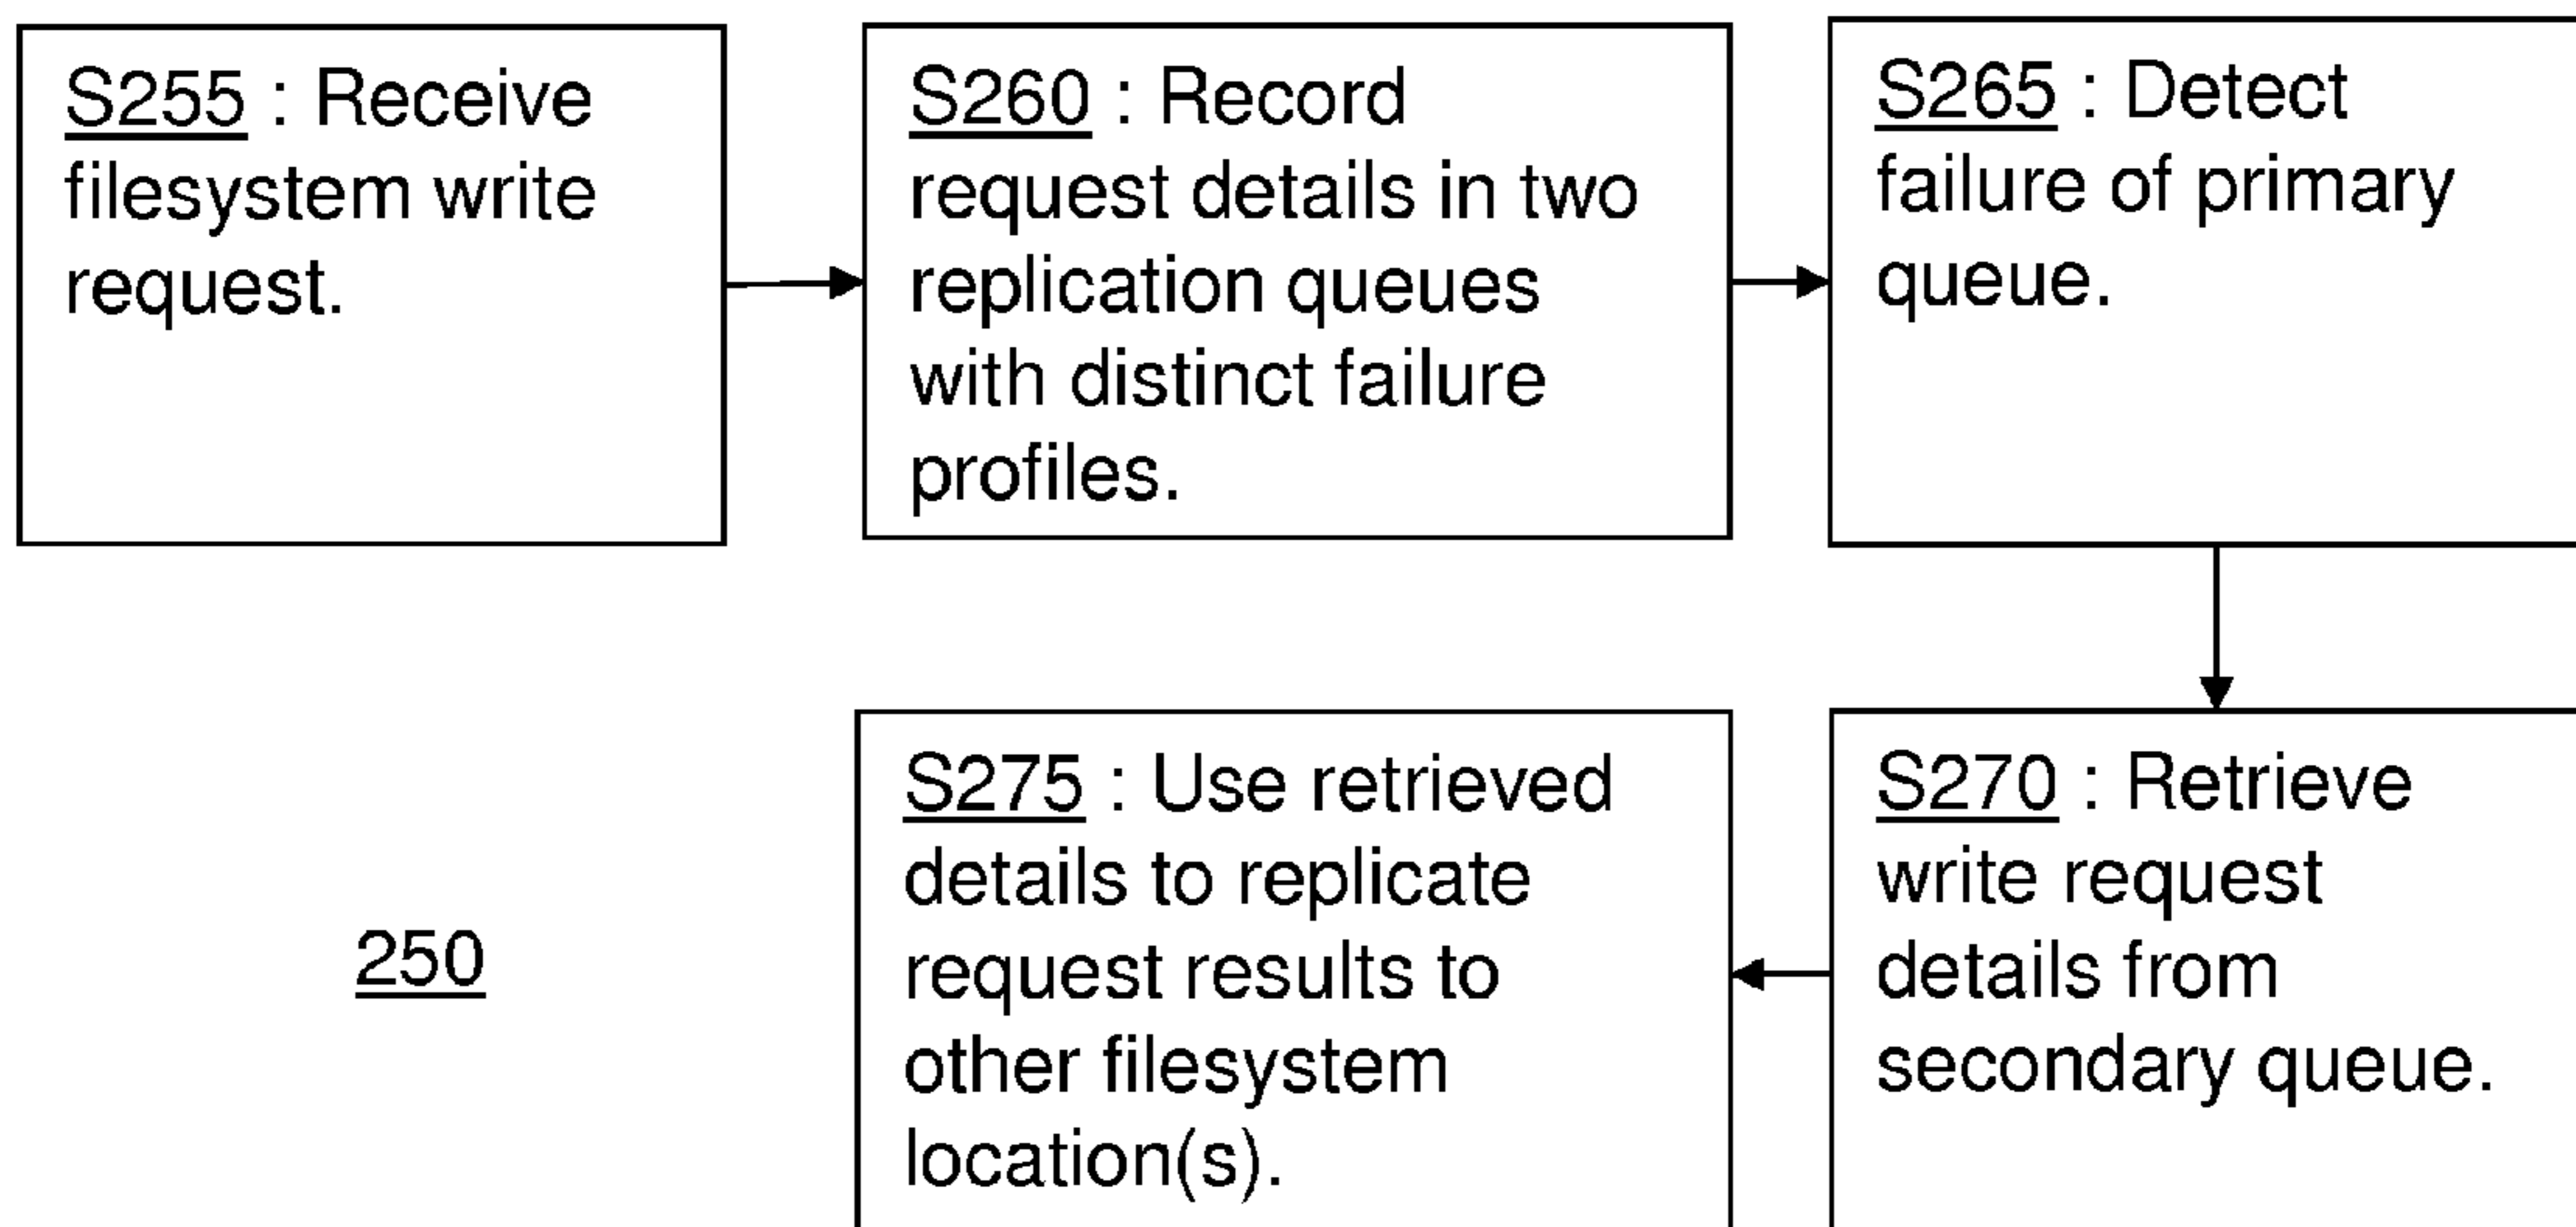 S255 : Receive
filesystem write
request.
S260 : Record
request details in two
replication queues
with distinct failure
profiles.
S265 : Detect
failure of primary
queue.
S270 : Retrieve
write request
details from
secondary queue.
S275 : Use retrieved
details to replicate
request results to
other filesystem
location(s).
250